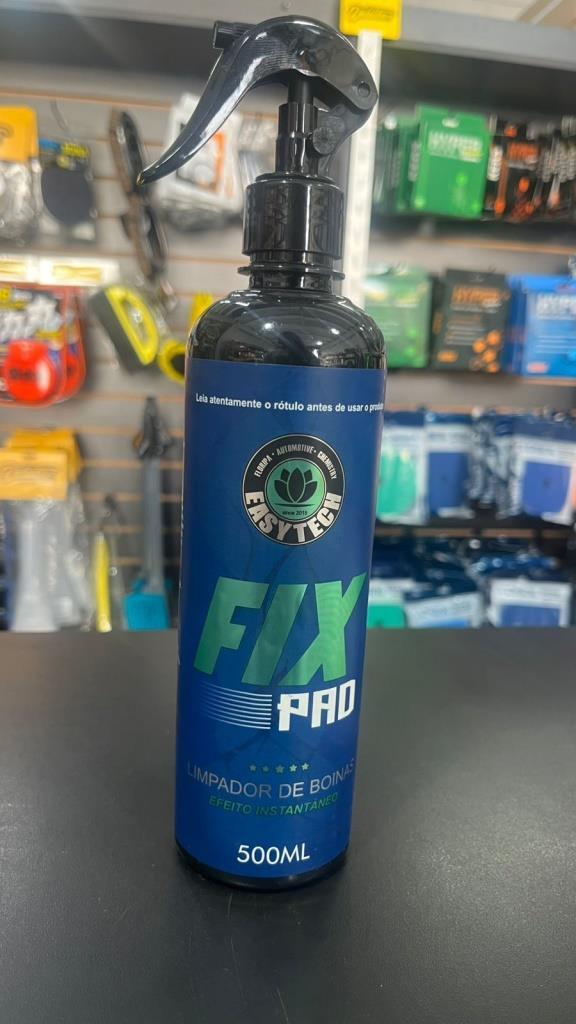 Leia atentamente o rótulo antes de usar o produto
FLORIPA • AUTOMOTIVE • CHEMISTRY
since 2015
EASYTECH
FIX
PAD
LIMPADOR DE BOINAS
EFEITO INSTANTÂNEO
500ML